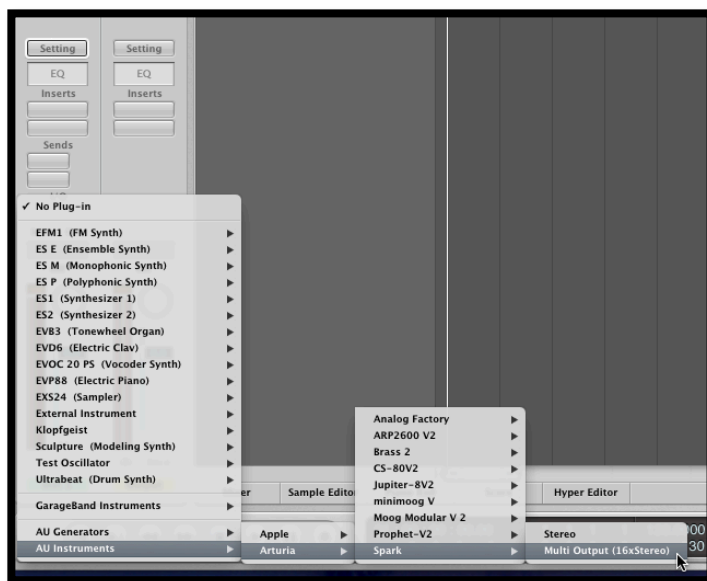 Setting
Setting
EQ
EQ
Inserts
Inserts
Sends
✓ No Plug-in
EFM1 (FM Synth)
ES E (Ensemble Synth)
ES M (Monophonic Synth)
ES P (Polyphonic Synth)
ES1 (Synthesizer 1)
ES2 (Synthesizer 2)
EVB3 (Tonewheel Organ)
EVD6 (Electric Clav)
EVOC 20 PS (Vocoder Synth)
EVP88 (Electric Piano)
EXS24 (Sampler)
External Instrument
Klopfgeist
Sculpture (Modeling Synth)
Test Oscillator
Ultrabeat (Drum Synth)
GarageBand Instruments
AU Generators
AU Instruments
Apple
Arturia
Analog Factory
ARP2600 V2
Brass 2
CS-80V2
Jupiter-8V2
minimoog V
Moog Modular V 2
Prophet-V2
Spark
Stereo
Multi Output (16xStereo)
Sample Editor
Hyper Editor
30